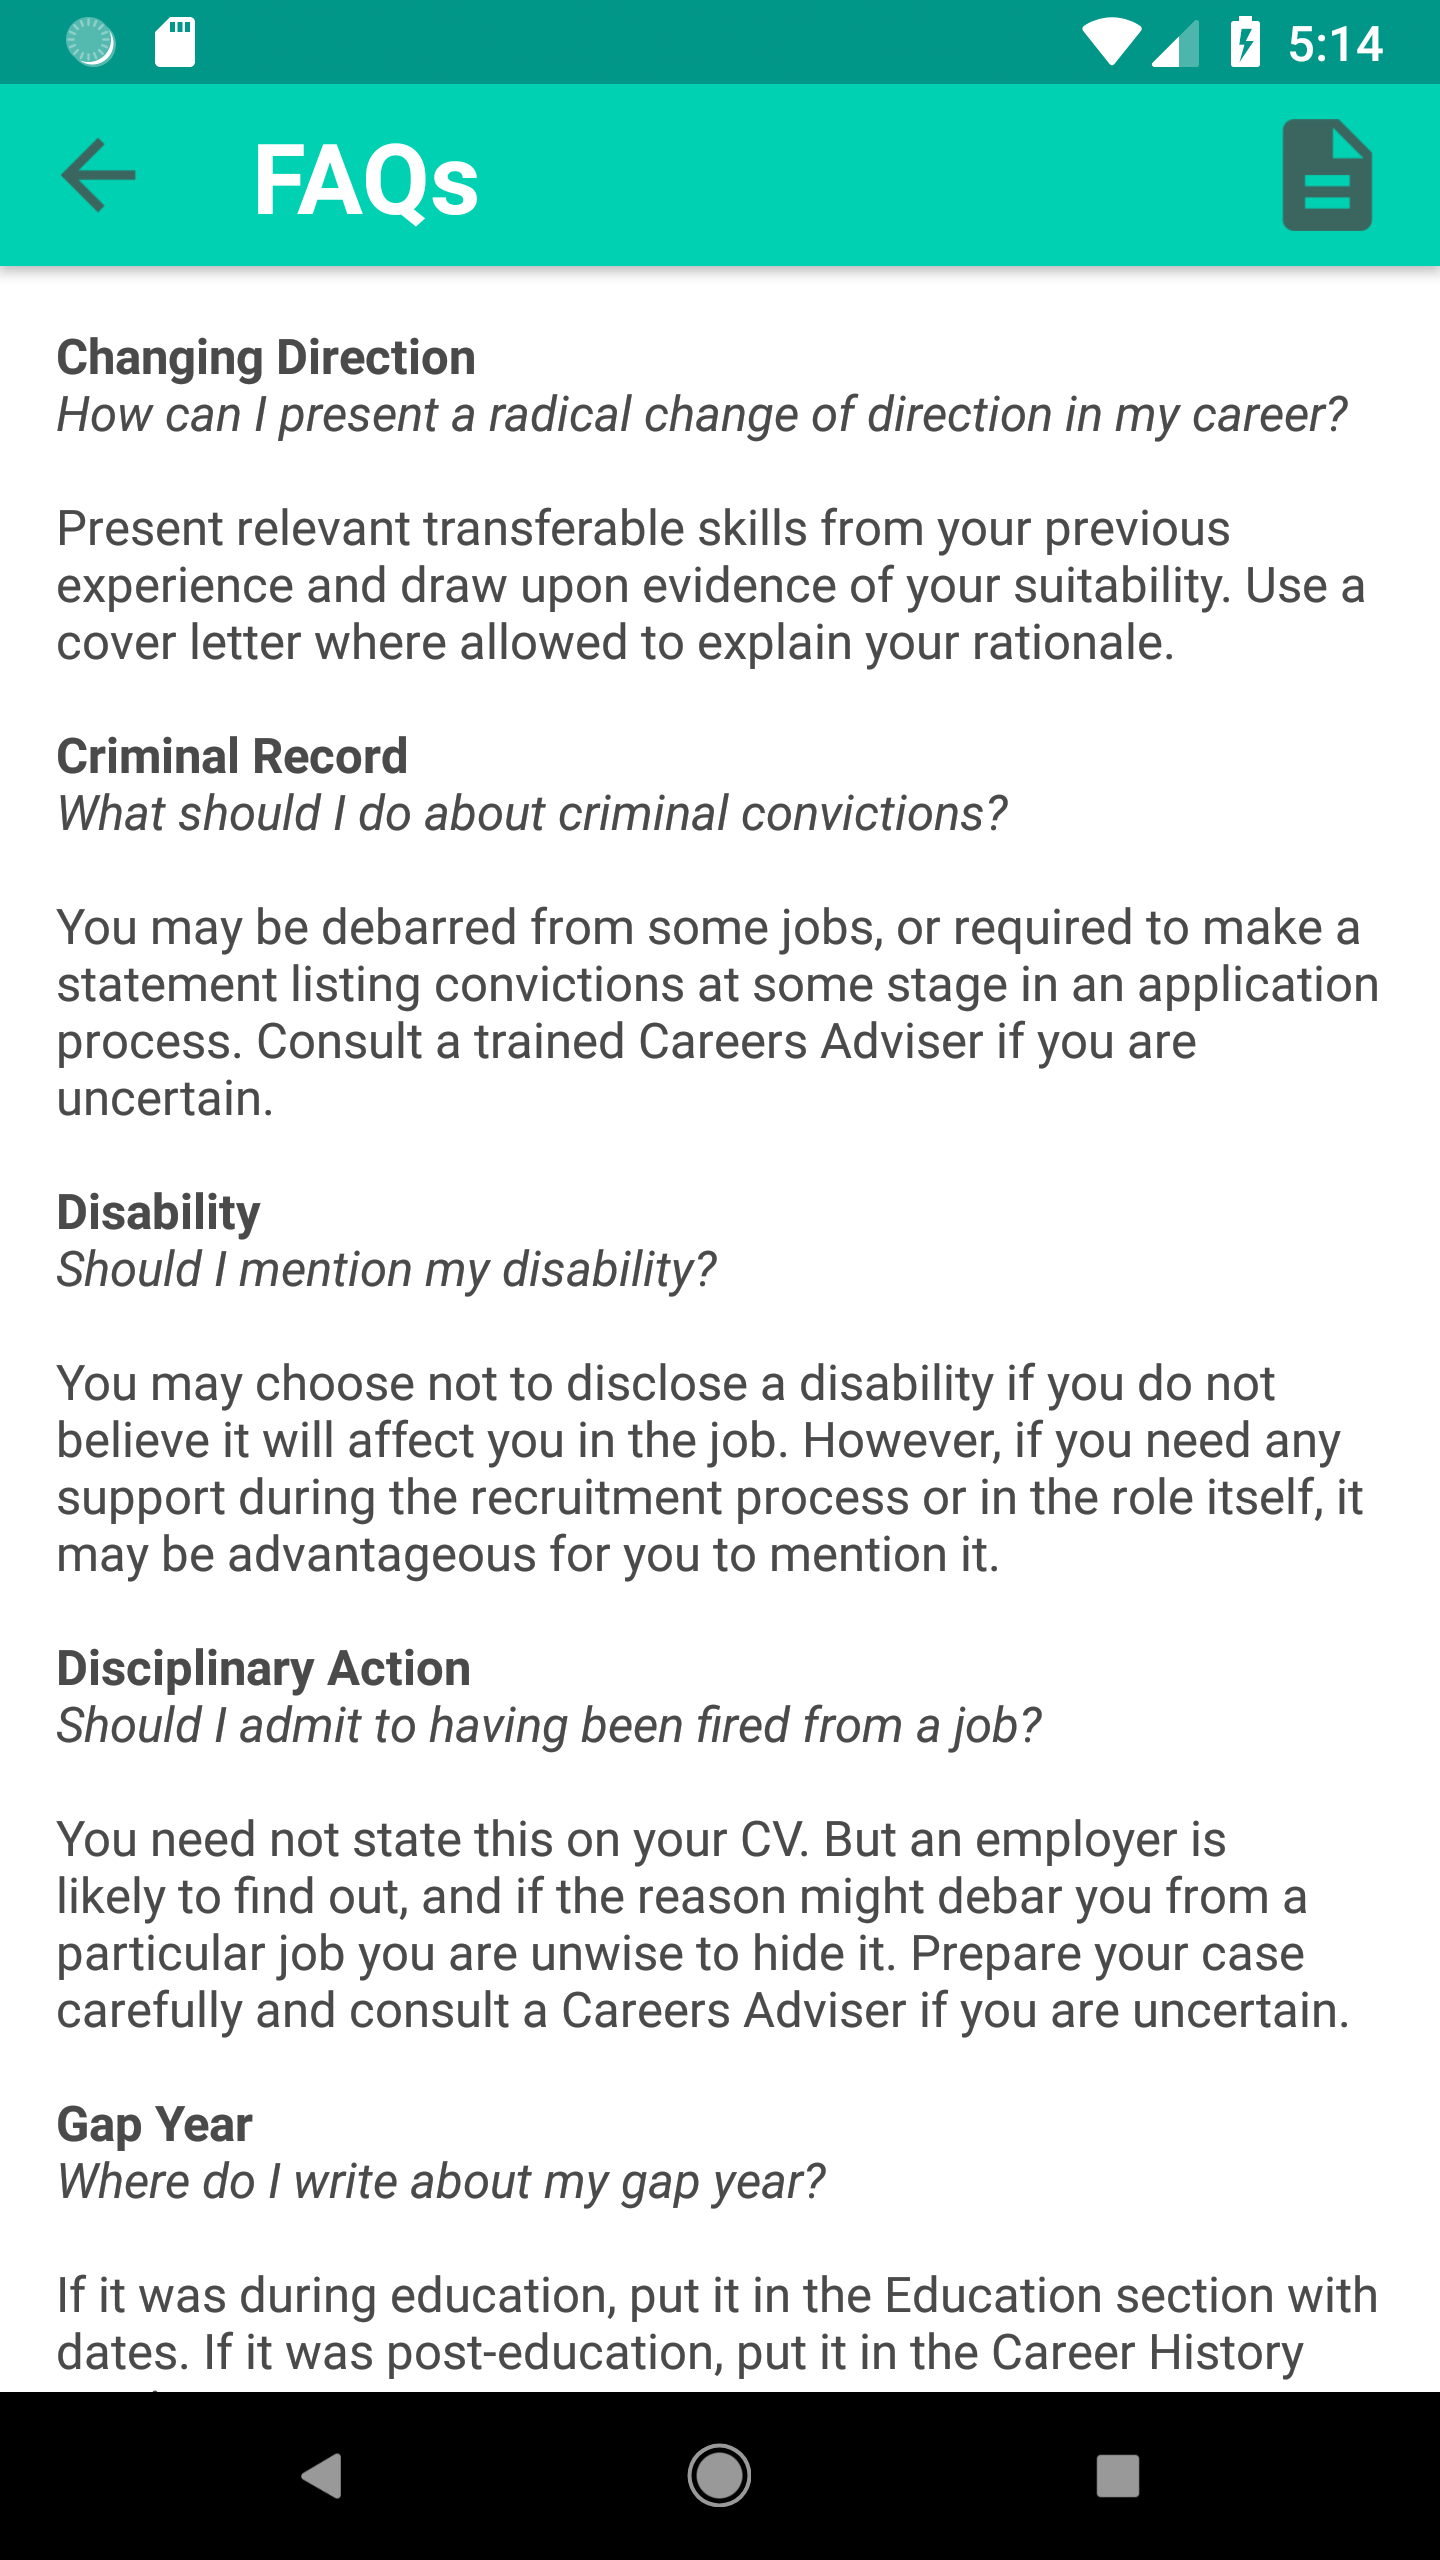 5:14
FAQs
Changing Direction
How can I present a radical change of direction in my career?
Present relevant transferable skills from your previous
experience and draw upon evidence of your suitability. Use a
cover letter where allowed to explain your rationale.
Criminal Record
What should I do about criminal convictions?
You may be debarred from some jobs, or required to make a
statement listing convictions at some stage in an application
process. Consult a trained Careers Adviser if you are
uncertain.
Disability
Should I mention my disability?
You may choose not to disclose a disability if you do not
believe it will affect you in the job. However, if you need any
support during the recruitment process or in the role itself, it
may be advantageous for you to mention it.
Disciplinary Action
Should I admit to having been fired from a job?
You need not state this on your CV. But an employer is
likely to find out, and if the reason might debar you from a
particular job you are unwise to hide it. Prepare your case
carefully and consult a Careers Adviser if you are uncertain.
Gap Year
Where do I write about my gap year?
If it was during education, put it in the Education section with
dates. If it was post-education, put it in the Career History